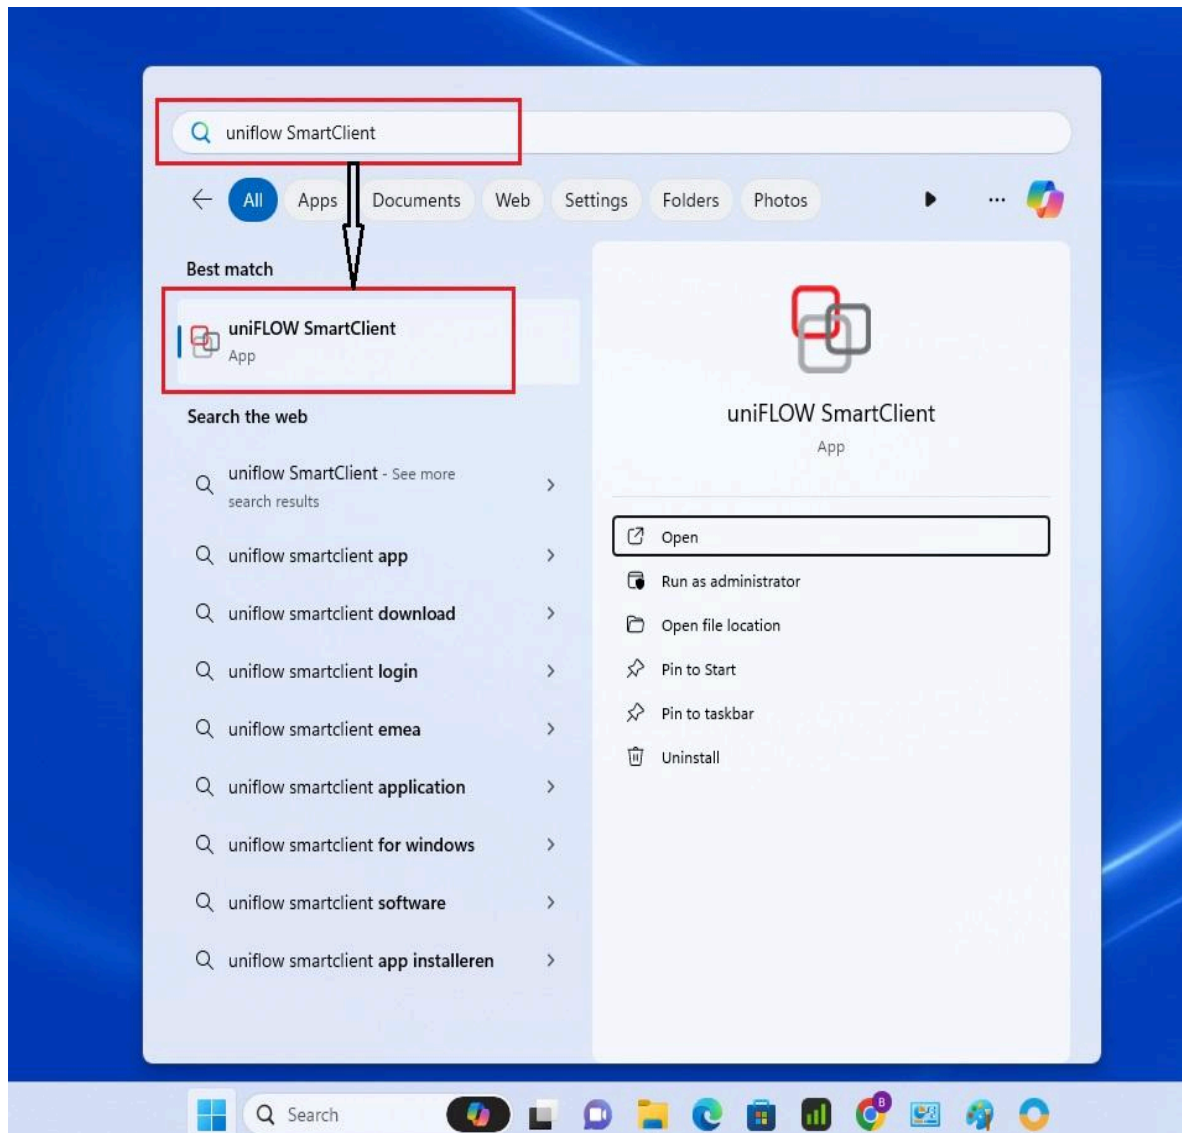 uniflow SmartClient
All Apps Documents Web Settings Folders Photos ...
Best match
uniFLOW SmartClient
App
Search the web
uniflow SmartClient - See more
search results
uniflow smartclient app
uniflow smartclient download
uniflow smartclient login
uniflow smartclient emea
uniflow smartclient application
uniflow smartclient for windows
uniflow smartclient software
uniflow smartclient app installeren
uniFLOW SmartClient
App
Open
Run as administrator
Open file location
Pin to Start
Pin to taskbar
Uninstall
Search
B